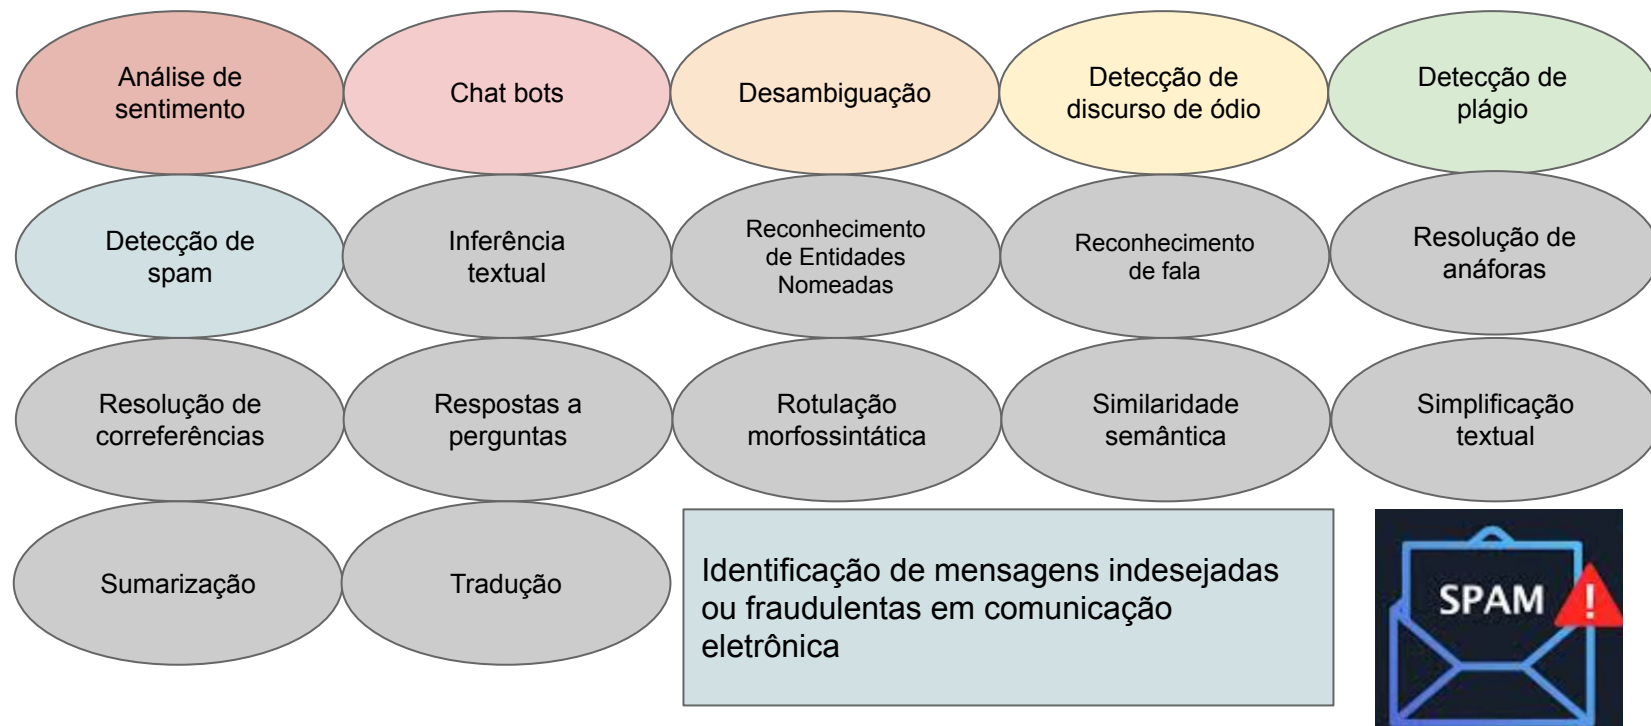 Análise de
sentimento
Chat bots
Desambiguação
Detecção de
discurso de ódio
Detecção de
plágio
Detecção de
spam
Inferência
textual
Reconhecimento
de Entidades
Nomeadas
Reconhecimento
de fala
Resolução de
anáforas
Resolução de
correferências
Respostas a
perguntas
Rotulação
morfossintática
Similaridade
semântica
Simplificação
textual
Sumarização
Tradução
Identificação de mensagens indesejadas
ou fraudulentas em comunicação
eletrônica
SPAM
!